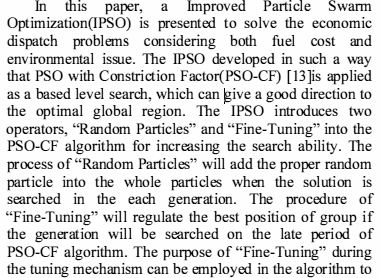 In this paper, a Improved Particle Swarm
Optimization(IPSO) is presented to solve the economic
dispatch problems considering both fuel cost and
environmental issue. The IPSO developed in such a way
that PSO with Constriction Factor(PSO-CF) [13]is applied
as a based level search, which can give a good direction to
the optimal global region. The IPSO introduces two
operators, “Random Particles” and “Fine-Tuning” into the
PSO-CF algorithm for increasing the search ability. The
process of “Random Particles” will add the proper random
particle into the whole particles when the solution is
searched in the each generation. The procedure of
“Fine-Tuning” will regulate the best position of group if
the generation will be searched on the late period of
PSO-CF algorithm. The purpose of “Fine-Tuning” during
the tuning mechanism can be employed in the algorithm to